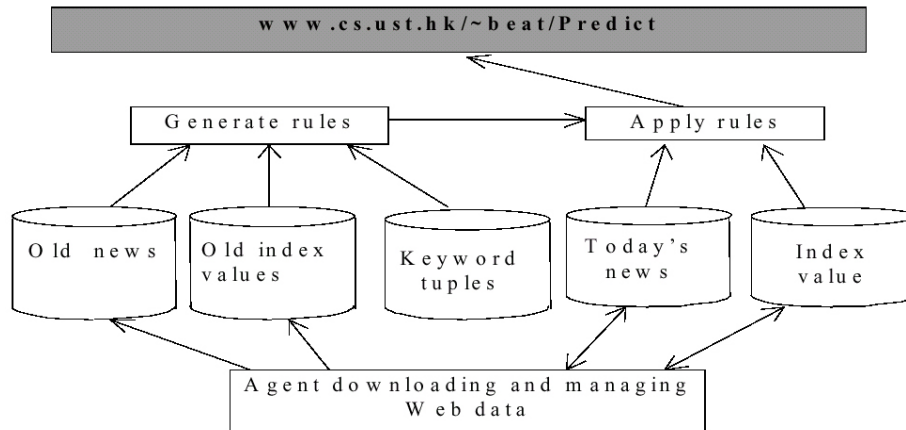 www.cs.ust.hk/~beat/Predict
Generate rules
Apply rules
Old news
Old index
values
Keyword
tuples
Today's
news
Index
value
Agent downloading and managing
Web data